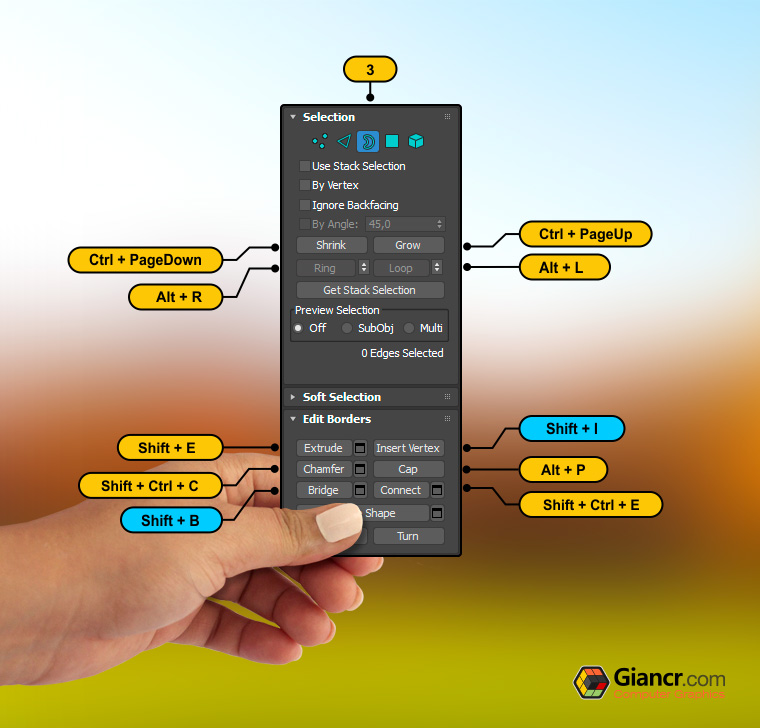 3
Selection
Use Stack Selection
By Vertex
Ignore Backfacing
By Angle: 45,0
Ctrl + PageDown
Shrink Grow
Ctrl + PageUp
Alt + R
Ring Loop
Alt + L
Get Stack Selection
Preview Selection
Off SubObj Multi
0 Edges Selected
Soft Selection
Edit Borders
Shift + E
Extrude Insert Vertex
Shift + I
Shift + Ctrl + C
Chamfer Cap
Alt + P
Shift + B
Bridge Connect
Shift + Ctrl + E
Shape
Turn
Giancr.com
Computer Graphics